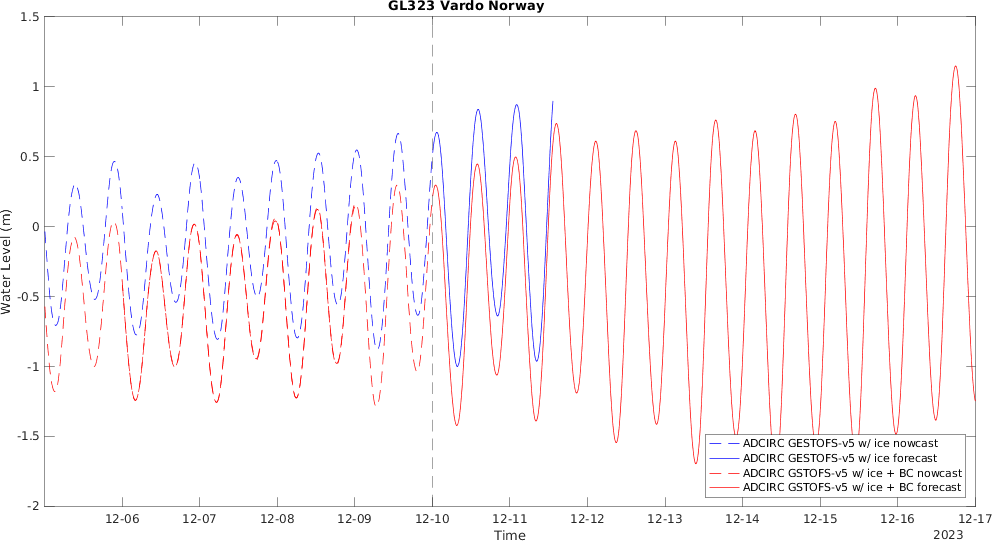 GL323 Vardo Norway
1.5
1
0.5
0
-0.5
-1
-1.5
-2
Water Level (m)
ADCIRC GESTOFS-v5 w/ ice nowcast
ADCIRC GESTOFS-v5 w/ ice forecast
ADCIRC GSTOFS-v5 w/ ice + BC nowcast
ADCIRC GSTOFS-v5 w/ ice + BC forecast
12-06 12-07 12-08 12-09 12-10 12-11 12-12 12-13 12-14 12-15 12-16 12-17
Time
2023